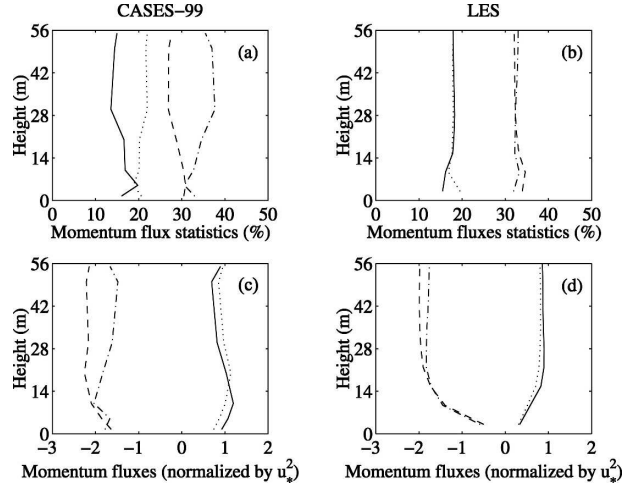 CASES-99
LES
56
42
28
14
0
Height (m)
(a)
0 10 20 30 40 50
Momentum flux statistics (%)
56
42
28
14
0
Height (m)
(b)
0 10 20 30 40 50
Momentum fluxes statistics (%)
56
42
28
14
0
Height (m)
(c)
−3 −2 −1 0 1 2
Momentum fluxes (normalized by u²*)
56
42
28
14
0
Height (m)
(d)
−3 −2 −1 0 1 2
Momentum fluxes (normalized by u²*)